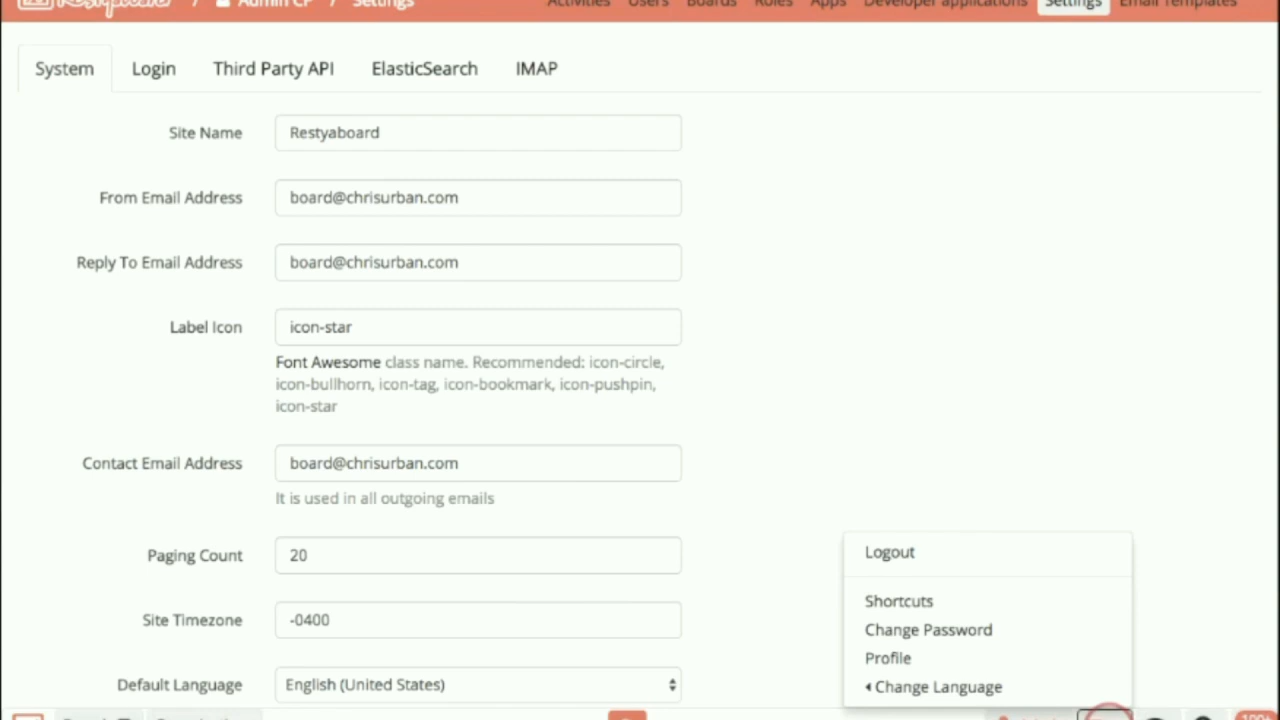 Restyaboard / Admin CP / Settings Activities Users Boards Roles Apps Developer applications Settings Email Templates
System Login Third Party API ElasticSearch IMAP
Site Name Restyaboard
From Email Address board@chrisurban.com
Reply To Email Address board@chrisurban.com
Label Icon icon-star
Font Awesome class name. Recommended: icon-circle,
icon-bullhorn, icon-tag, icon-bookmark, icon-pushpin,
icon-star
Contact Email Address board@chrisurban.com
It is used in all outgoing emails
Paging Count 20
Logout
Site Timezone -0400
Shortcuts
Change Password
Profile
Default Language English (United States)
Change Language